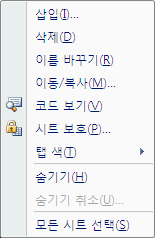 삽입(I)...
삭제(D)
이름 바꾸기(R)
이동/복사(M)...
코드 보기(V)
시트 보호(P)...
탭 색(T)
숨기기(H)
숨기기 취소(U)...
모든 시트 선택(S)